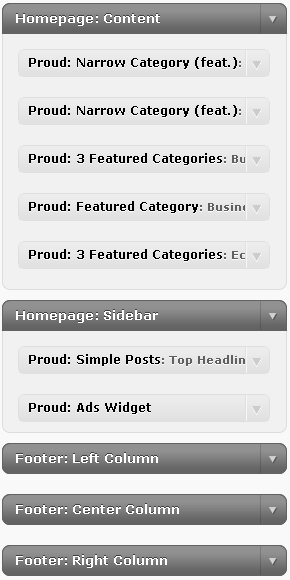 Homepage: Content
Proud: Narrow Category (feat.):
Proud: Narrow Category (feat.):
Proud: 3 Featured Categories: Bu
Proud: Featured Category: Busine
Proud: 3 Featured Categories: Ec
Homepage: Sidebar
Proud: Simple Posts: Top Headlin
Proud: Ads Widget
Footer: Left Column
Footer: Center Column
Footer: Right Column